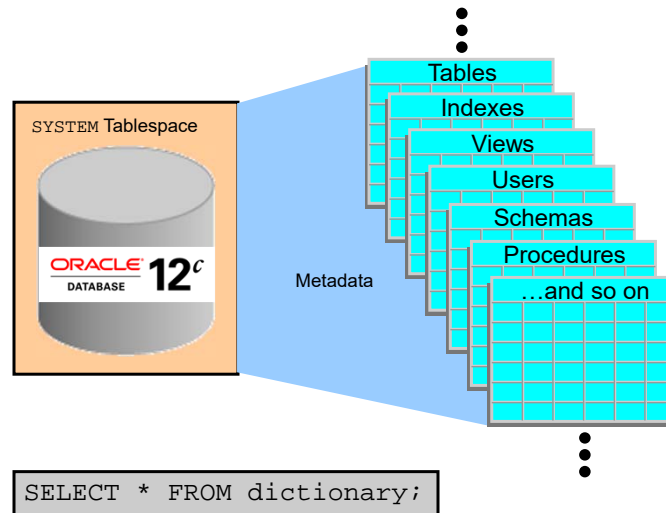 SYSTEM Tablespace
ORACLE®
DATABASE
12c
Metadata
Tables
Indexes
Views
Users
Schemas
Procedures
…and so on
SELECT * FROM dictionary;